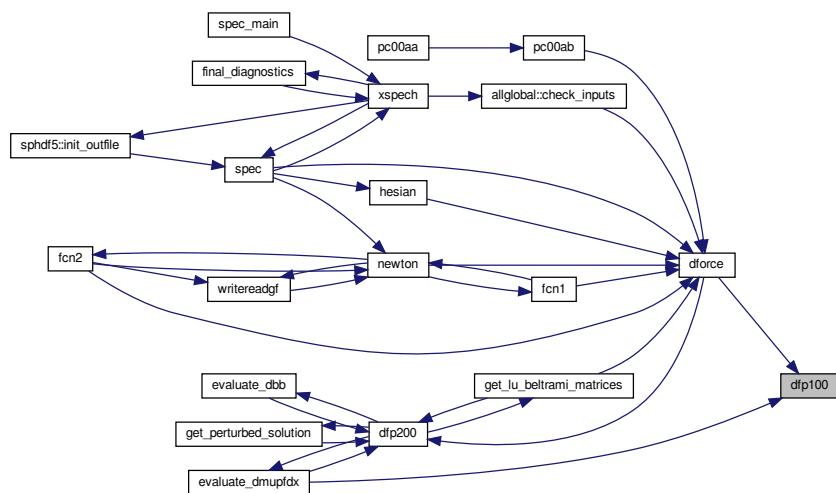 spec_main
pc00aa
pc00ab
final_diagnostics
xspech
allglobal::check_inputs
sphdf5::init_outfile
spec
hesian
fcn2
newton
dforce
writereadgf
fcn1
evaluate_dbb
get_lu_beltrami_matrices
dfp100
get_perturbed_solution
dfp200
evaluate_dmupfdx